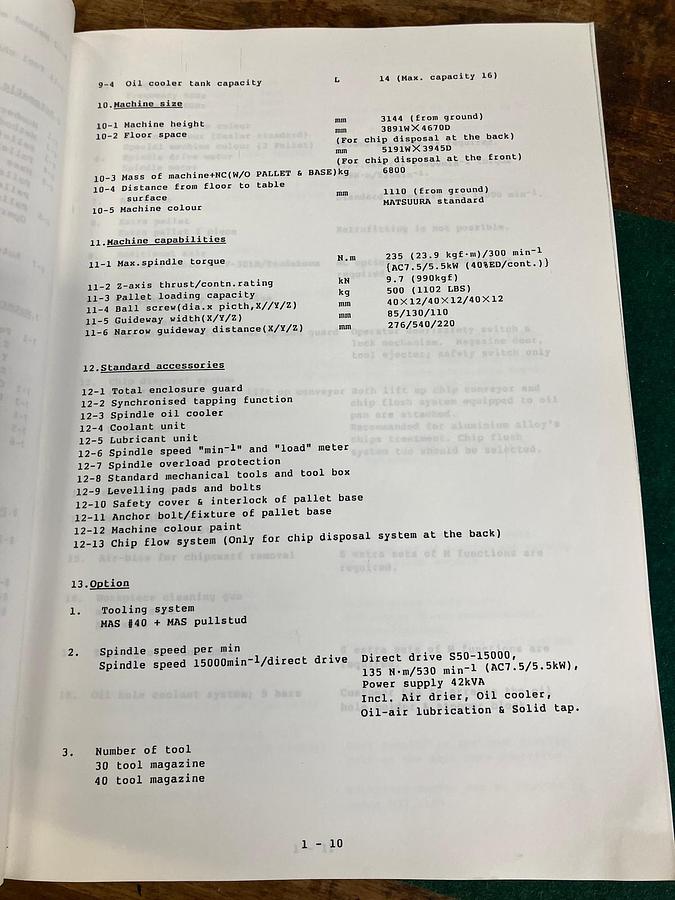 9-4 Oil cooler tank capacity L 14 (Max. capacity 16)
10.Machine size
10-1 Machine height mm 3144 (from ground)
10-2 Floor space mm 3891W×4670D
(For chip disposal at the back)
mm 5191W×3945D
(For chip disposal at the front)
10-3 Mass of machine+NC(W/O PALLET & BASE)kg 6800
10-4 Distance from floor to table
surface mm 1110 (from ground)
10-5 Machine colour MATSUURA standard
11.Machine capabilities
11-1 Max.spindle torque N.m 235 (23.9 kgf·m)/300 min-1
{AC7.5/5.5kW (40%ED/cont.)}
11-2 Z-axis thrust/contn.rating kN 9.7 (990kgf)
11-3 Pallet loading capacity kg 500 (1102 LBS)
11-4 Ball screw(dia.x picth,X//Y/Z) mm 40×12/40×12/40×12
11-5 Guideway width(X/Y/Z) mm 85/130/110
11-6 Narrow guideway distance(X/Y/Z) mm 276/540/220
12.Standard accessories
12-1 Total enclosure guard
12-2 Synchronised tapping function
12-3 Spindle oil cooler
12-4 Coolant unit
12-5 Lubricant unit
12-6 Spindle speed "min-1" and "load" meter
12-7 Spindle overload protection
12-8 Standard mechanical tools and tool box
12-9 Levelling pads and bolts
12-10 Safety cover & interlock of pallet base
12-11 Anchor bolt/fixture of pallet base
12-12 Machine colour paint
12-13 Chip flow system (Only for chip disposal system at the back)
13.Option
1. Tooling system
MAS #40 + MAS pullstud
2. Spindle speed per min
Spindle speed 15000min-1/direct drive Direct drive S50-15000,
135 N·m/530 min-1 (AC7.5/5.5kW),
Power supply 42kVA
Incl. Air drier, Oil cooler,
Oil-air lubrication & Solid tap.
3. Number of tool
30 tool magazine
40 tool magazine
1 - 10